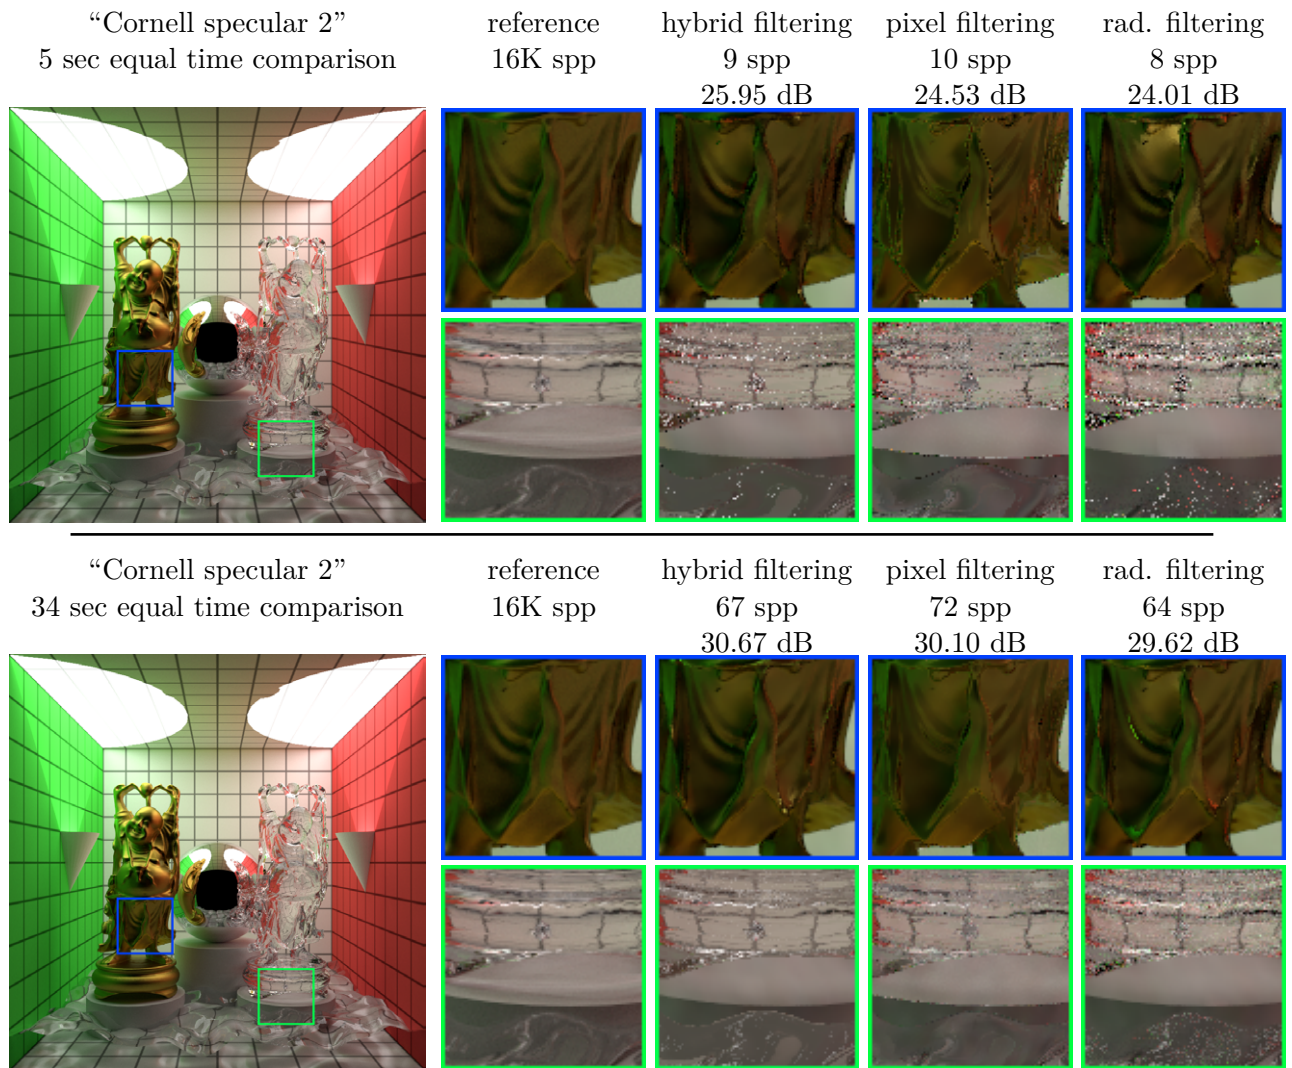 “Cornell specular 2”
5 sec equal time comparison
reference
16K spp
hybrid filtering
9 spp
25.95 dB
pixel filtering
10 spp
24.53 dB
rad. filtering
8 spp
24.01 dB
“Cornell specular 2”
34 sec equal time comparison
reference
16K spp
hybrid filtering
67 spp
30.67 dB
pixel filtering
72 spp
30.10 dB
rad. filtering
64 spp
29.62 dB